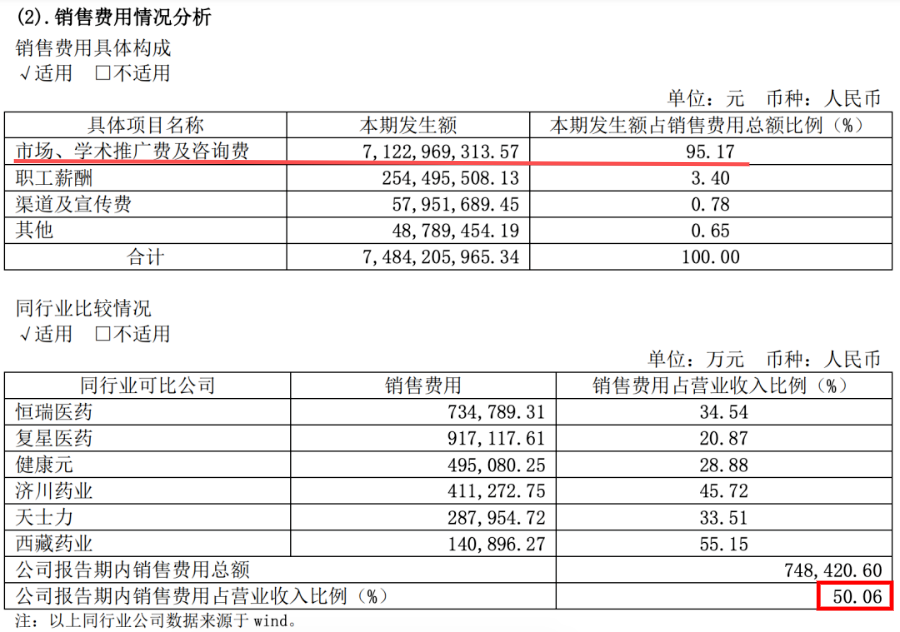 (2).销售费用情况分析
销售费用具体构成
√适用 □不适用
单位：元 币种：人民币
具体项目名称 本期发生额 本期发生额占销售费用总额比例（%）
市场、学术推广费及咨询费 7,122,969,313.57 95.17
职工薪酬 254,495,508.13 3.40
渠道及宣传费 57,951,689.45 0.78
其他 48,789,454.19 0.65
合计 7,484,205,965.34 100.00
同行业比较情况
√适用 □不适用
单位：万元 币种：人民币
同行业可比公司 销售费用 销售费用占营业收入比例（%）
恒瑞医药 734,789.31 34.54
复星医药 917,117.61 20.87
健康元 495,080.25 28.88
济川药业 411,272.75 45.72
天士力 287,954.72 33.51
西藏药业 140,896.27 55.15
公司报告期内销售费用总额 748,420.60
公司报告期内销售费用占营业收入比例（%） 50.06
注：以上同行业公司数据来源于 wind。